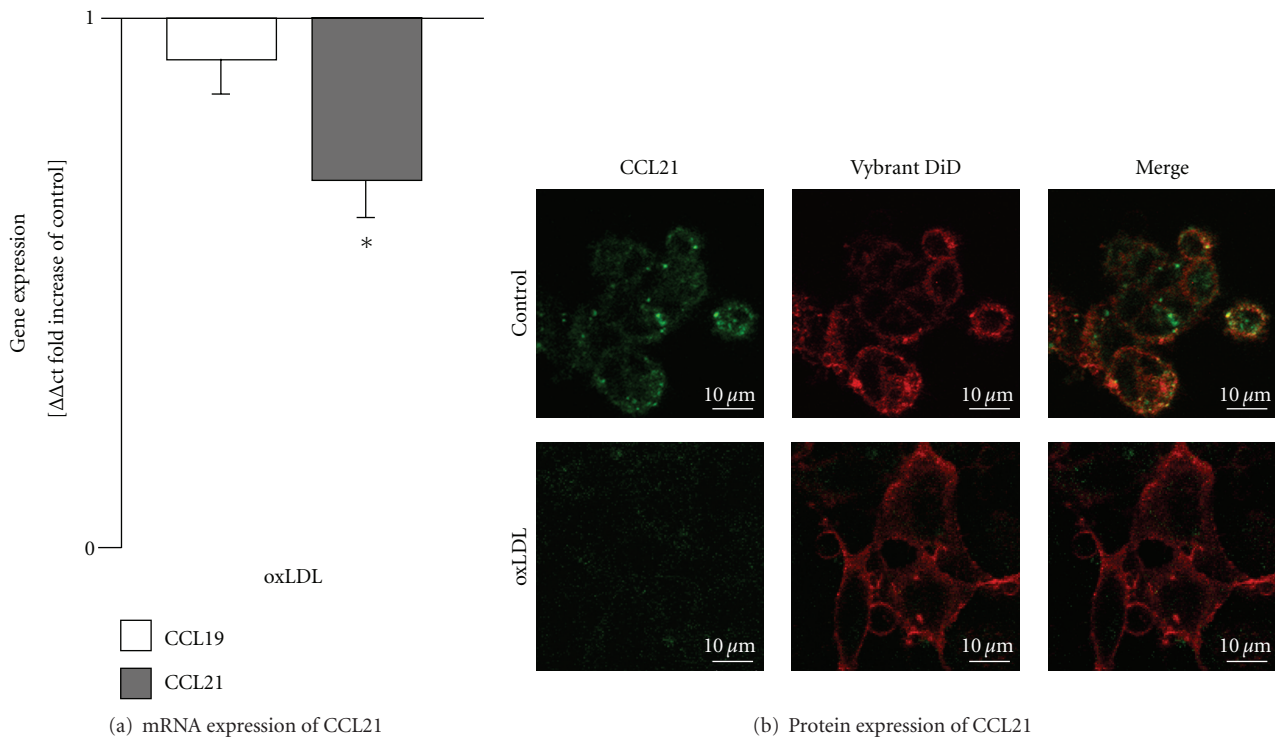 1
0
Gene expression
[ΔΔct fold increase of control]
*
oxLDL
CCL19
CCL21
(a) mRNA expression of CCL21
CCL21
Vybrant DiD
Merge
Control
10 µm
10 µm
10 µm
oxLDL
10 µm
10 µm
10 µm
(b) Protein expression of CCL21